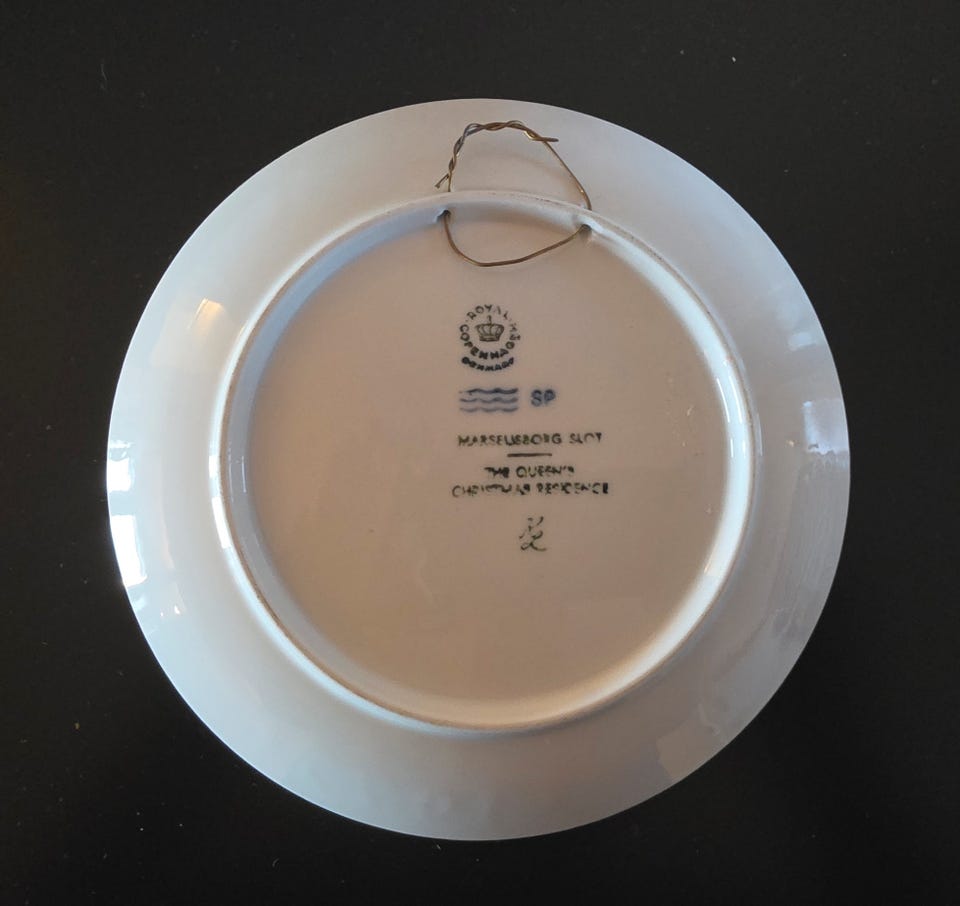 ROYAL COPENHAGEN
DENMARK
SP
MARSELISBORG SLOT
THE QUEEN'S
CHRISTMAS RESIDENCE